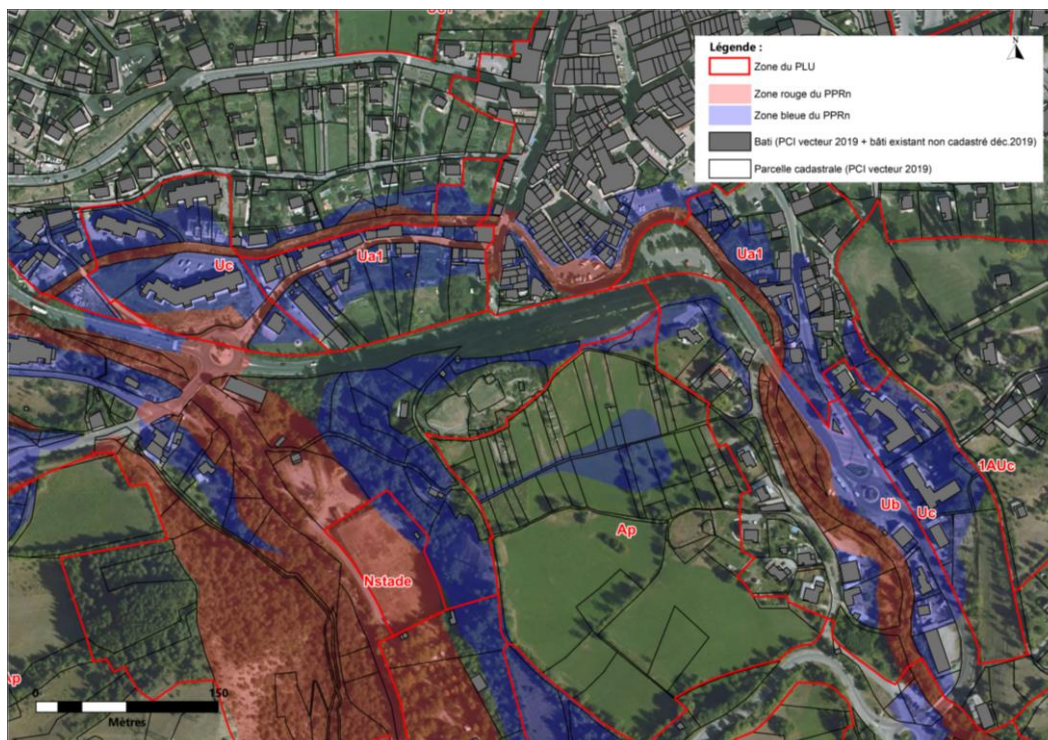 Ua1
Légende :
N
Zone du PLU
Zone rouge du PPRn
Zone bleue du PPRn
Bati (PCI vecteur 2019 + bâti existant non cadastré déc.2019)
Parcelle cadastrale (PCI vecteur 2019)
Uc
Ua1
Ua1
1AUc
Ub
Uc
Ap
Nstade
Ap
0
150
Mètres